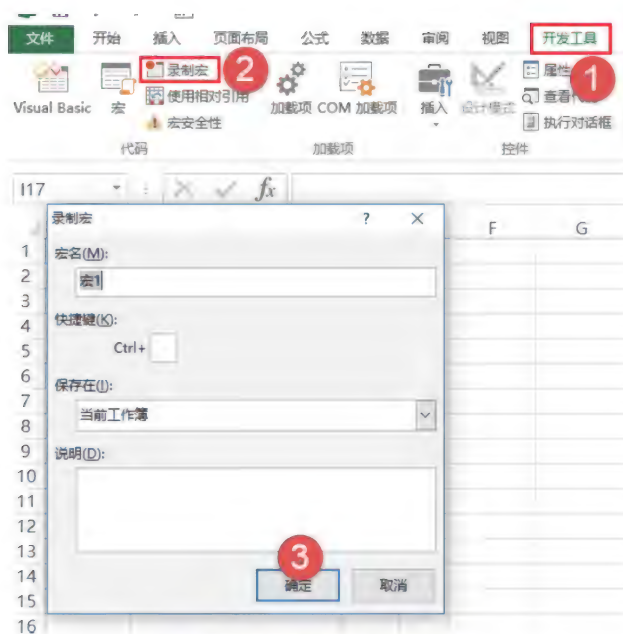 文件 开始 插入 页面布局 公式 数据 审阅 视图 开发工具
录制宏 2 属性 1
使用相对引用 查看代
Visual Basic 宏 宏安全性 加载项 COM 加载项 插入 设计模式 执行对话框
代码 加载项 控件
I17 fx
录制宏 ? ×
F G
1 宏名(M):
2 宏1
3
4 快捷键(K):
5 Ctrl+
6 保存在(I):
7
8 当前工作簿
9 说明(D):
10
11
12
13
3
14 确定 取消
15
16